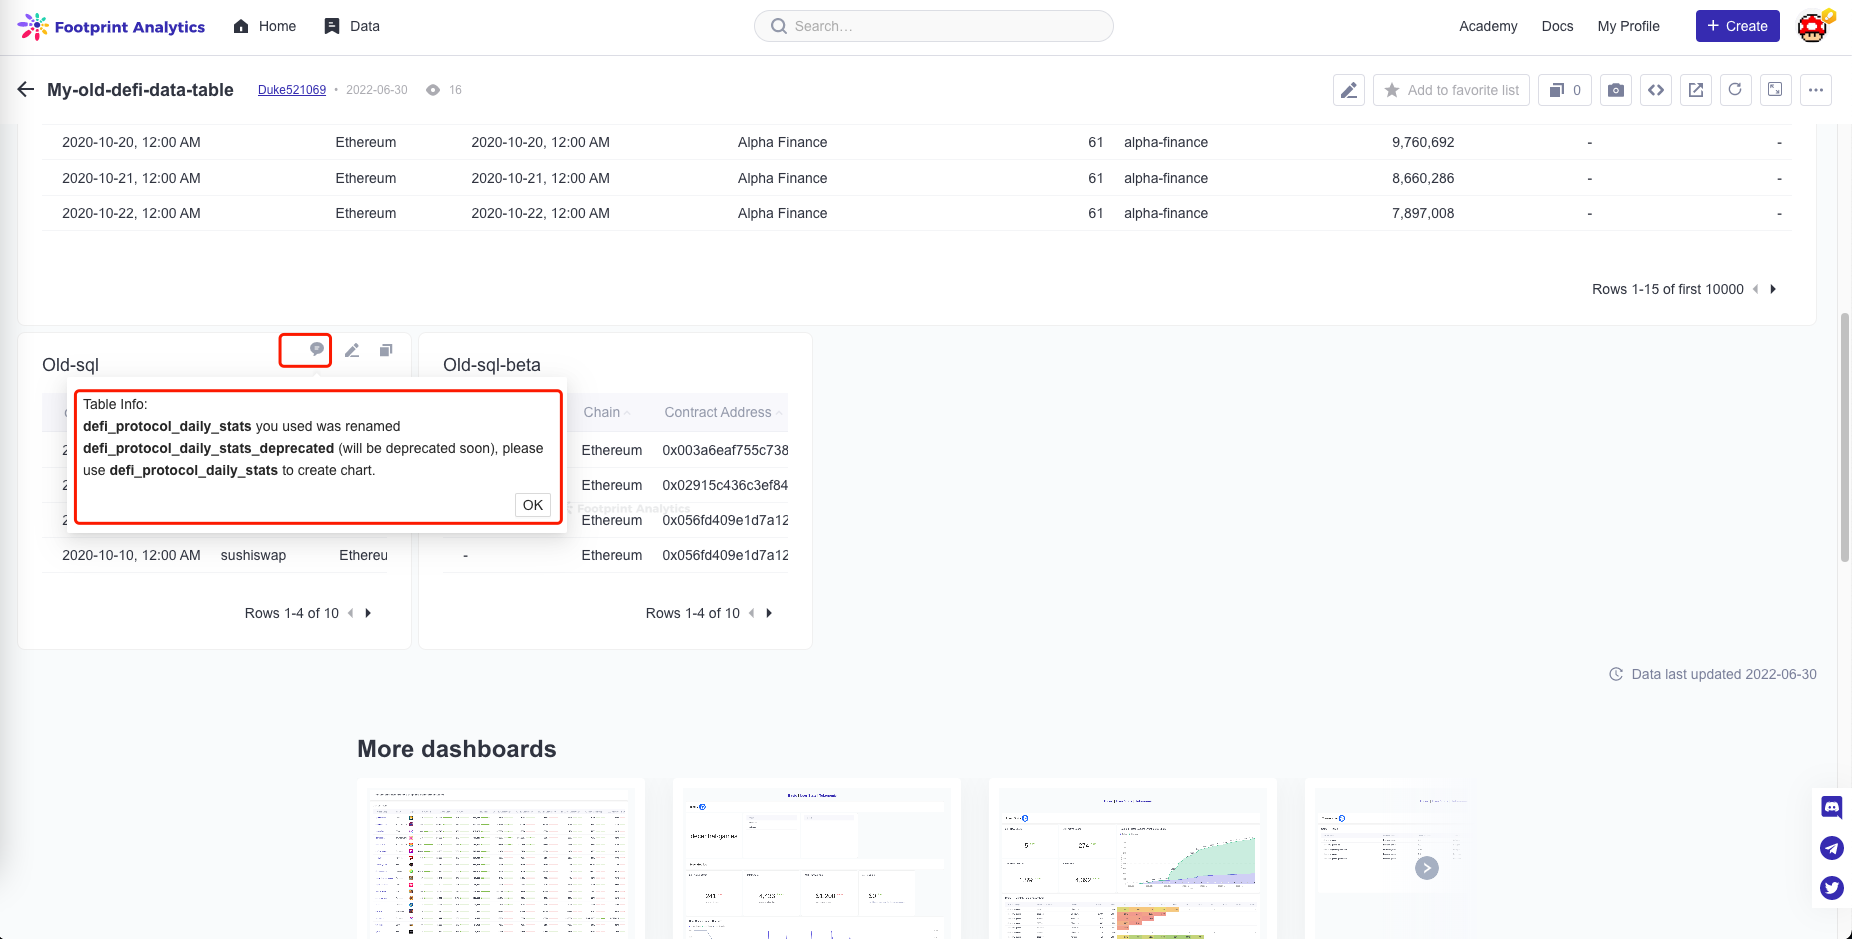 Footprint Analytics Home Data Search... Academy Docs My Profile + Create
My-old-defi-data-table Duke521069 • 2022-06-30 16 Add to favorite list 0
2020-10-20, 12:00 AM Ethereum 2020-10-20, 12:00 AM Alpha Finance 61 alpha-finance 9,760,692 - -
2020-10-21, 12:00 AM Ethereum 2020-10-21, 12:00 AM Alpha Finance 61 alpha-finance 8,660,286 - -
2020-10-22, 12:00 AM Ethereum 2020-10-22, 12:00 AM Alpha Finance 61 alpha-finance 7,897,008 - -
Rows 1-15 of first 10000
Old-sql
Table Info:
defi_protocol_daily_stats you used was renamed
defi_protocol_daily_stats_deprecated (will be deprecated soon), please
use defi_protocol_daily_stats to create chart.
OK
2020-10-10, 12:00 AM sushiswap Ethereu
Rows 1-4 of 10
Old-sql-beta
Chain Contract Address
Ethereum 0x003a6eaf755c738
Ethereum 0x02915c436c3ef84
Footprint Analytics
Ethereum 0x056fd409e1d7a12
- Ethereum 0x056fd409e1d7a12
Rows 1-4 of 10
Data last updated 2022-06-30
More dashboards
decentral-games